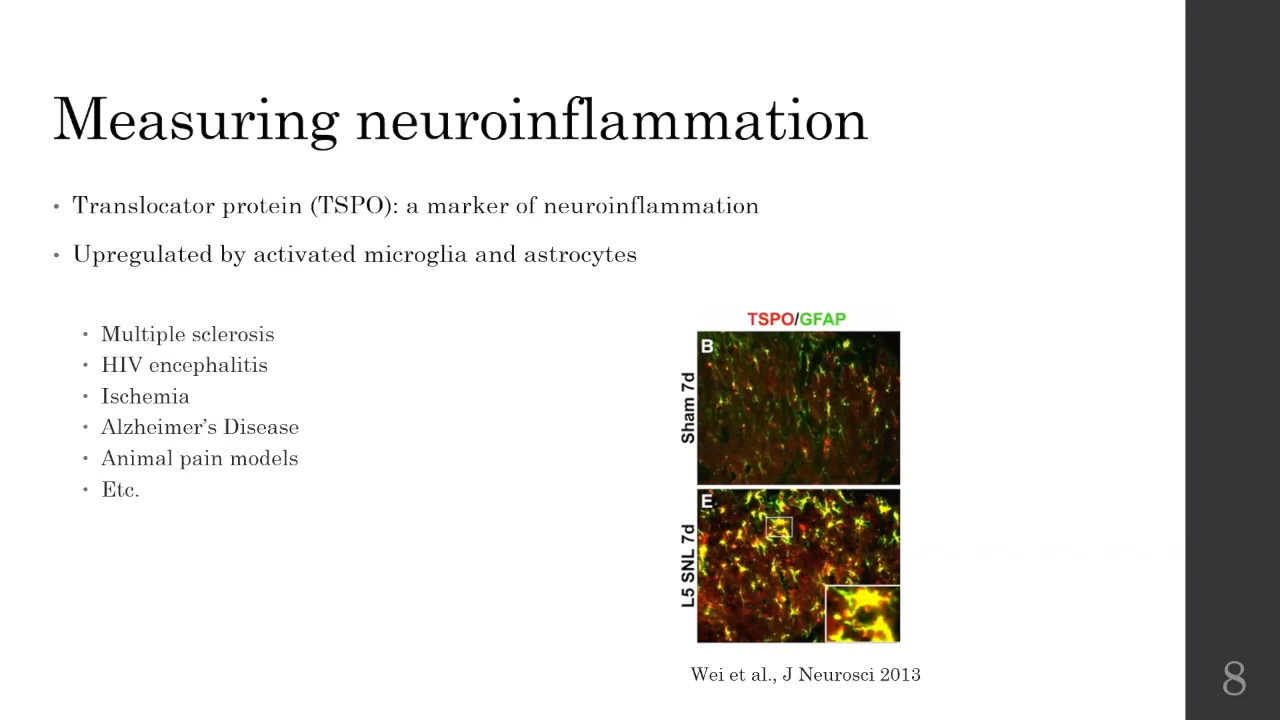 Measuring neuroinflammation
• Translocator protein (TSPO): a marker of neuroinflammation
• Upregulated by activated microglia and astrocytes
• Multiple sclerosis
• HIV encephalitis
• Ischemia
• Alzheimer's Disease
• Animal pain models
• Etc.
TSPO/GFAP
B
Sham 7d
E
L5 SNL 7d
Wei et al., J Neurosci 2013
8